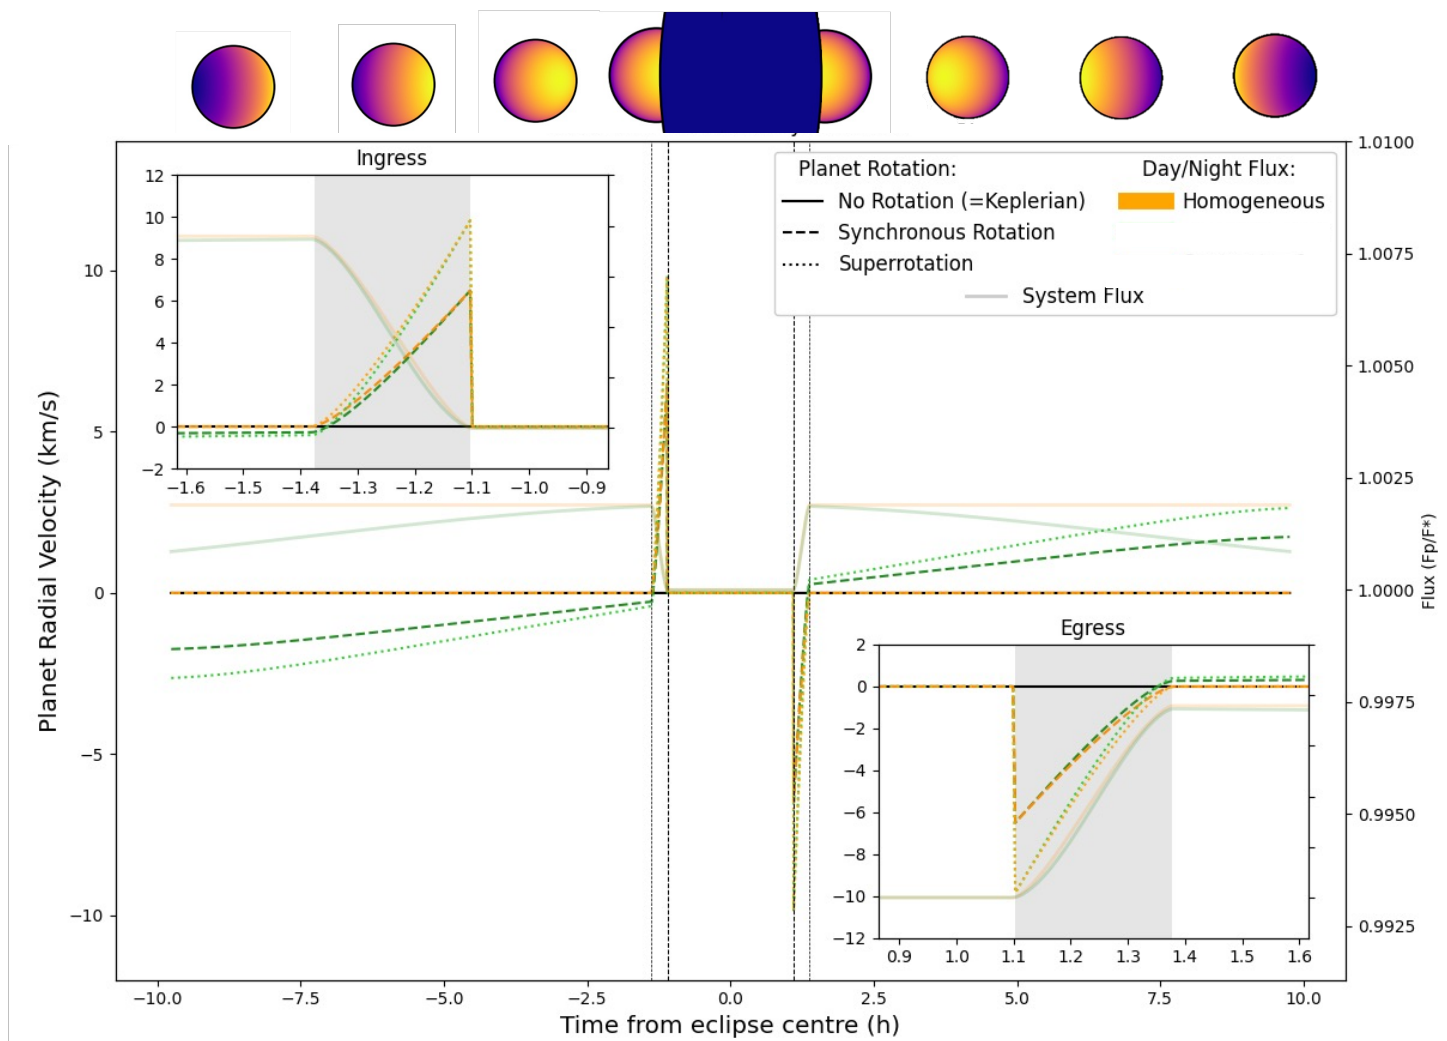 Ingress
12
10
8
6
4
2
0
−2
−1.6 −1.5 −1.4 −1.3 −1.2 −1.1 −1.0 −0.9
Planet Rotation:
No Rotation (=Keplerian)
Synchronous Rotation
Superrotation
Day/Night Flux:
Homogeneous
System Flux
Planet Radial Velocity (km/s)
10
5
0
−5
−10
1.0100
1.0075
1.0050
1.0025
1.0000
0.9975
0.9950
0.9925
Flux (Fp/F*)
Egress
2
0
−2
−4
−6
−8
−10
−12
0.9 1.0 1.1 1.2 1.3 1.4 1.5 1.6
−10.0 −7.5 −5.0 −2.5 0.0 2.5 5.0 7.5 10.0
Time from eclipse centre (h)